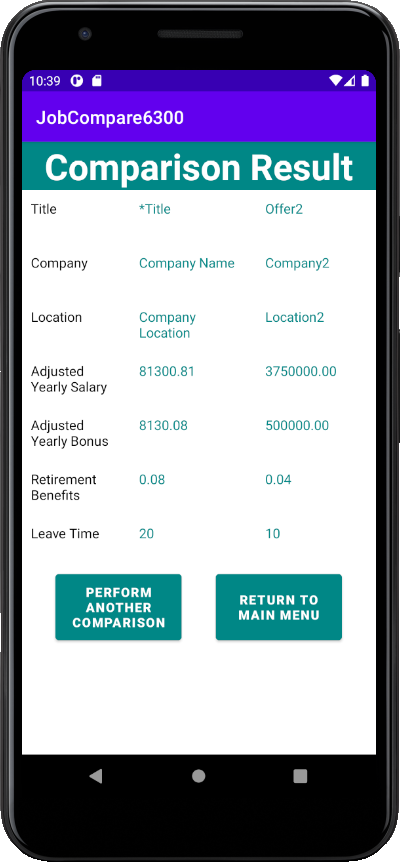 10:39
JobCompare6300
Comparison Result
Title *Title Offer2
Company Company Name Company2
Location Company Location2
Location
Adjusted 81300.81 3750000.00
Yearly Salary
Adjusted 8130.08 500000.00
Yearly Bonus
Retirement 0.08 0.04
Benefits
Leave Time 20 10
PERFORM
ANOTHER
COMPARISON
RETURN TO
MAIN MENU